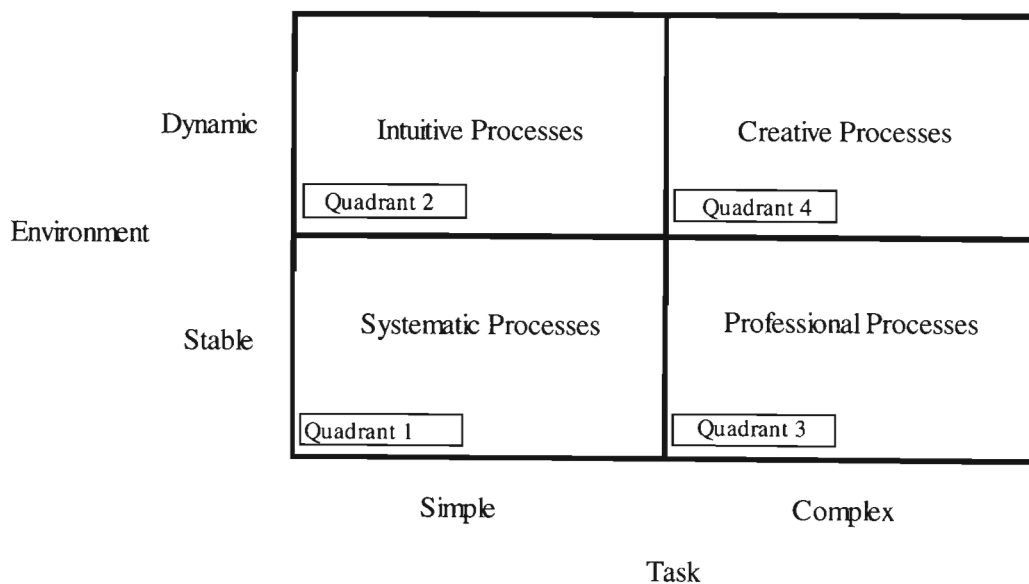 Dynamic
Intuitive Processes
Creative Processes
Quadrant 2
Quadrant 4
Environment
Stable
Systematic Processes
Professional Processes
Quadrant 1
Quadrant 3
Simple
Complex
Task